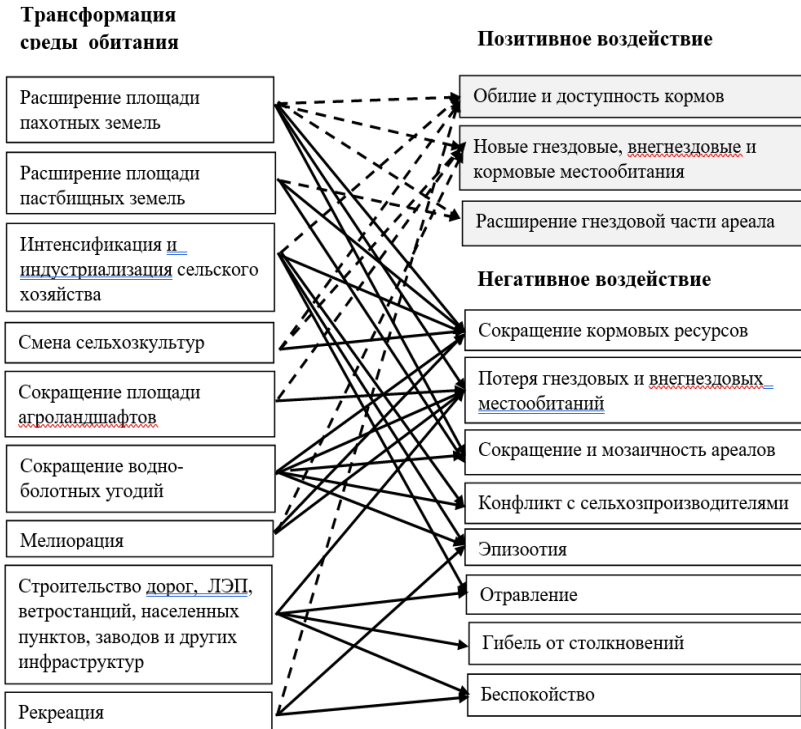 Трансформация
среды обитания
Расширение площади
пахотных земель
Расширение площади
пастбищных земель
Интенсификация и
индустриализация сельского
хозяйства
Смена сельхозкультур
Сокращение площади
агроландшафтов
Сокращение водно-
болотных угодий
Мелиорация
Строительство дорог, ЛЭП,
ветростанций, населенных
пунктов, заводов и других
инфраструктур
Рекреация
Позитивное воздействие
Обилие и доступность кормов
Новые гнездовые, внегнездовые и
кормовые местообитания
Расширение гнездовой части ареала
Негативное воздействие
Сокращение кормовых ресурсов
Потеря гнездовых и внегнездовых
местообитаний
Сокращение и мозаичность ареалов
Конфликт с сельхозпроизводителями
Эпизоотия
Отравление
Гибель от столкновений
Беспокойство